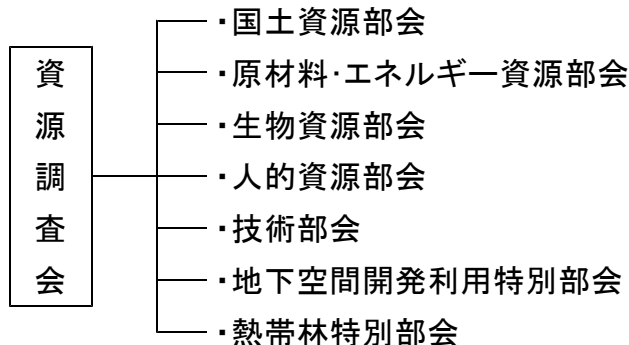 資源調査会
・国土資源部会
・原材料・エネルギー資源部会
・生物資源部会
・人的資源部会
・技術部会
・地下空間開発利用特別部会
・熱帯林特別部会